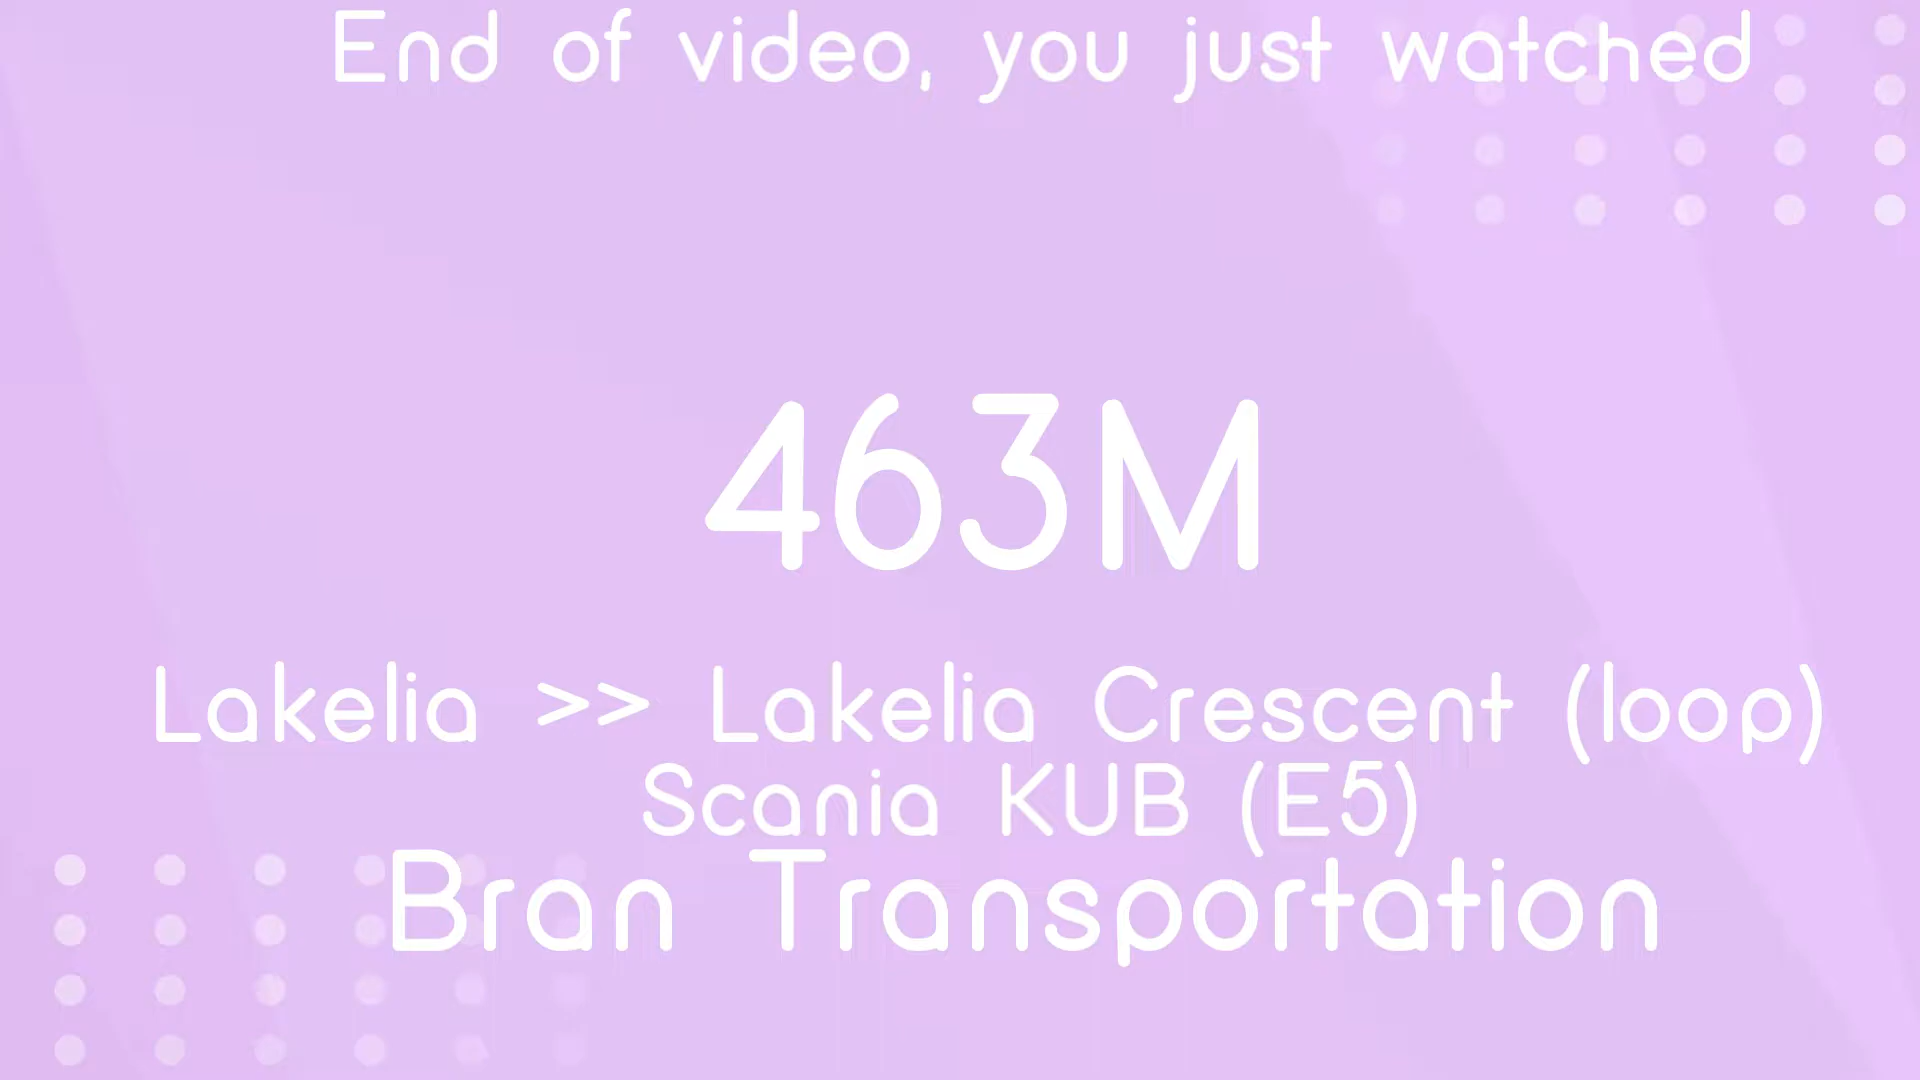 End of video, you just watched
463M
Lakelia >> Lakelia Crescent (loop)
Scania KUB (E5)
Bran Transportation